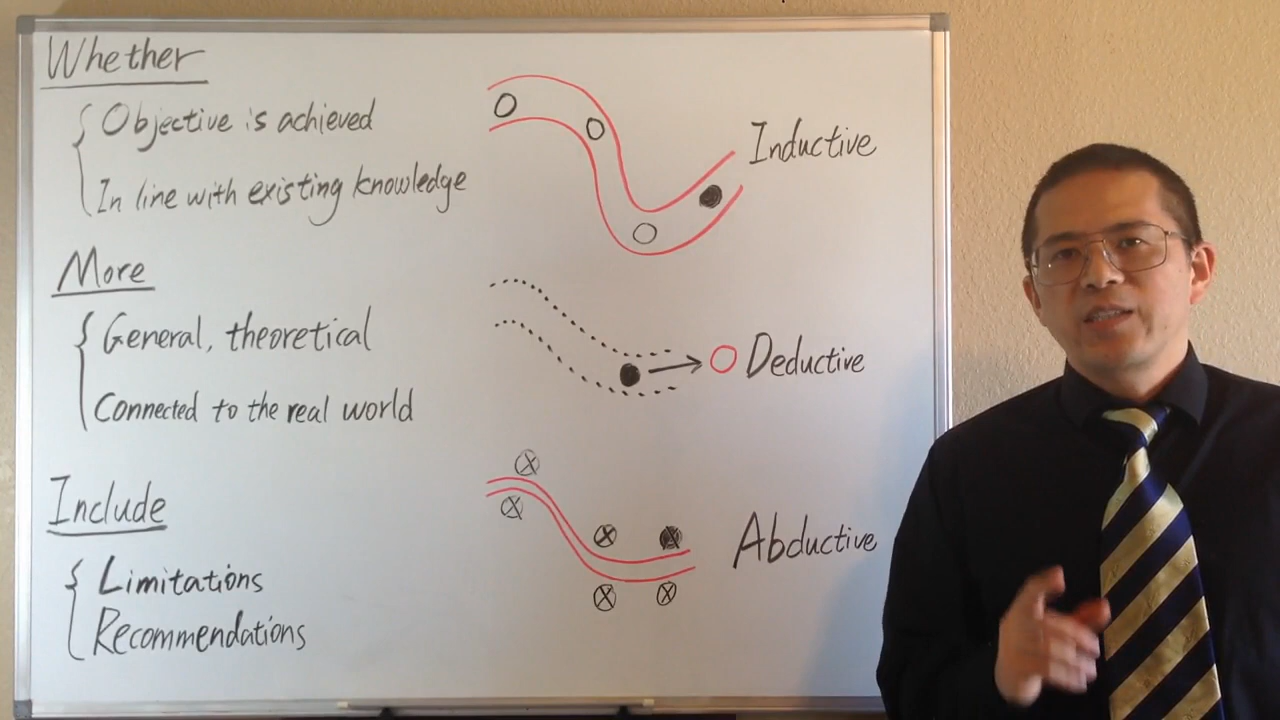 Whether
Objective is achieved
In line with existing knowledge
More
General, theoretical
Connected to the real world
Include
Limitations
Recommendations
Inductive
Deductive
Abductive